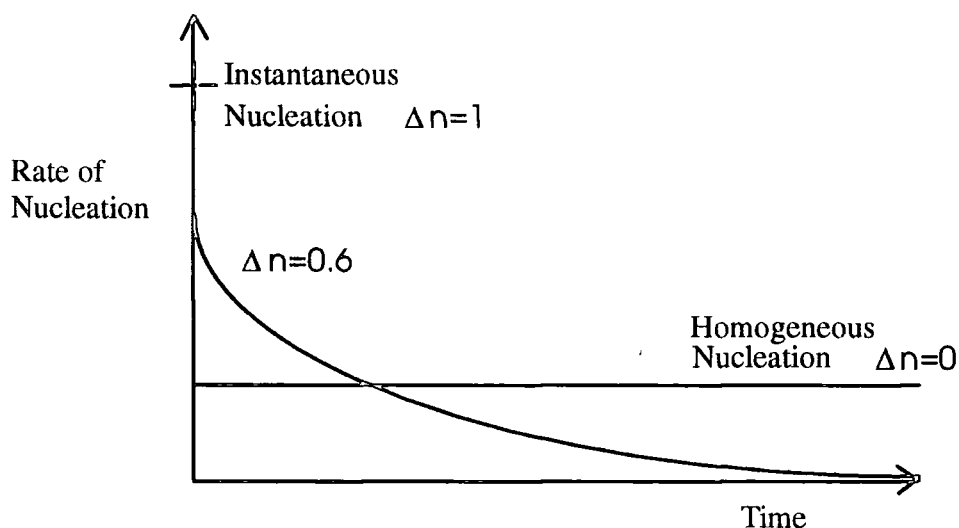 Instantaneous
Nucleation Δn=1
Rate of
Nucleation
Δn=0.6
Homogeneous
Nucleation Δn=0
Time